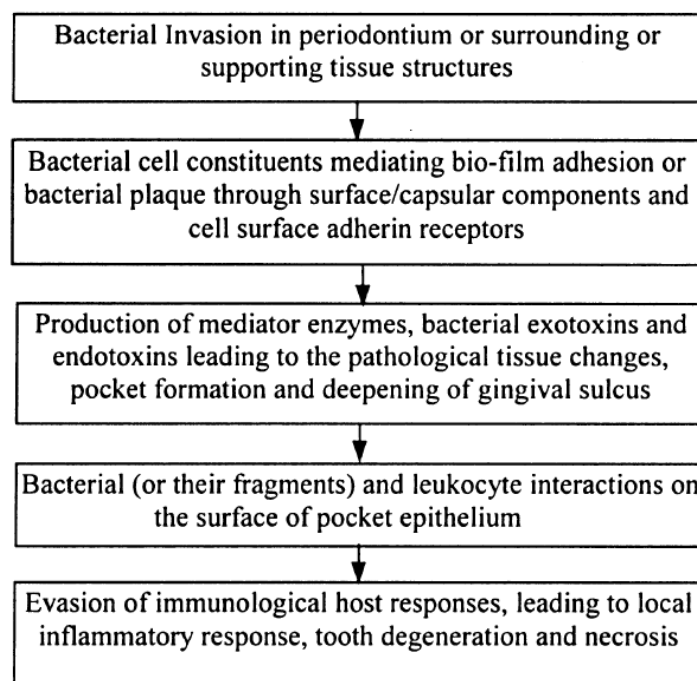 Bacterial Invasion in periodontium or surrounding or
supporting tissue structures
Bacterial cell constituents mediating bio-film adhesion or
bacterial plaque through surface/capsular components and
cell surface adherin receptors
Production of mediator enzymes, bacterial exotoxins and
endotoxins leading to the pathological tissue changes,
pocket formation and deepening of gingival sulcus
Bacterial (or their fragments) and leukocyte interactions on
the surface of pocket epithelium
Evasion of immunological host responses, leading to local
inflammatory response, tooth degeneration and necrosis